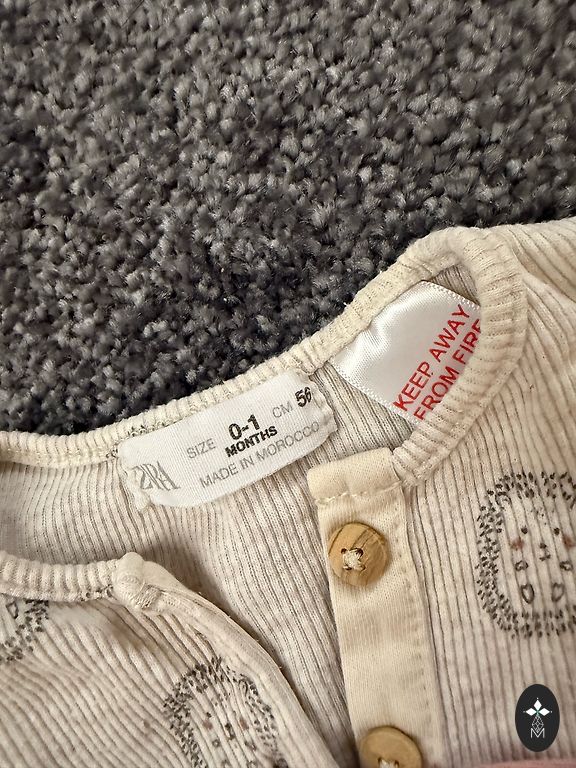 ZARA
SIZE 0-1 MONTHS CM 56
MADE IN MOROCCO
KEEP AWAY
FROM FIRE